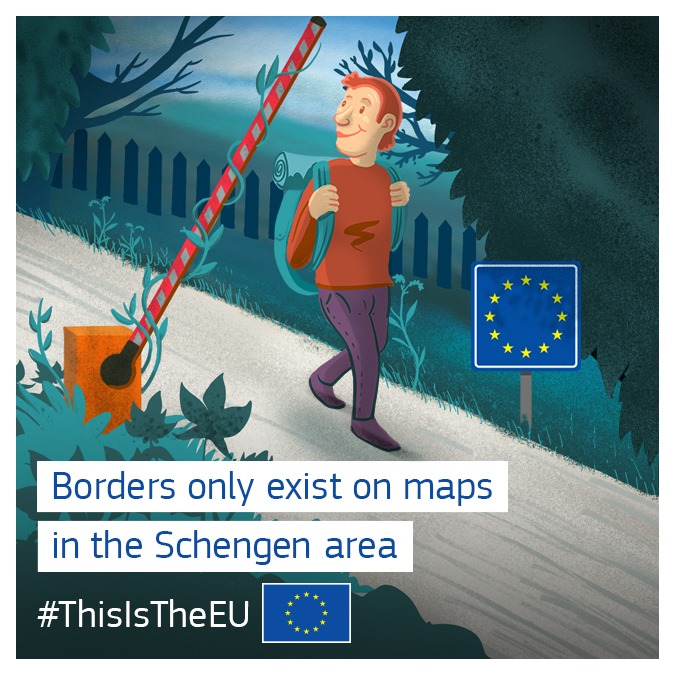 Borders only exist on maps
in the Schengen area
#ThisIsTheEU